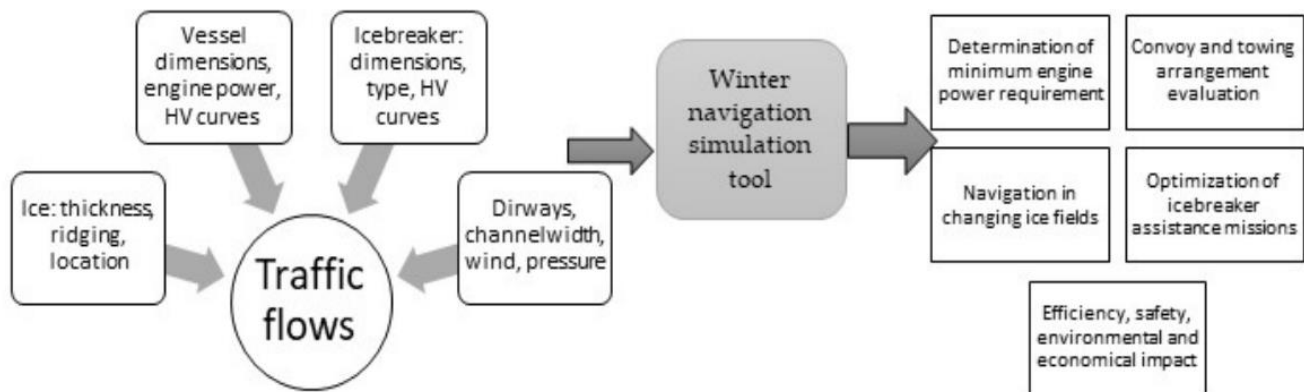 Vessel
dimensions,
engine power,
HV curves
Icebreaker:
dimensions,
type, HV
curves
Ice: thickness,
ridging,
location
Dirways,
channel width,
wind, pressure
Traffic
flows
Winter
navigation
simulation
tool
Determination of
minimum engine
power requirement
Convoy and towing
arrangement
evaluation
Navigation in
changing ice fields
Optimization of
icebreaker
assistance missions
Efficiency, safety,
environmental and
economical impact